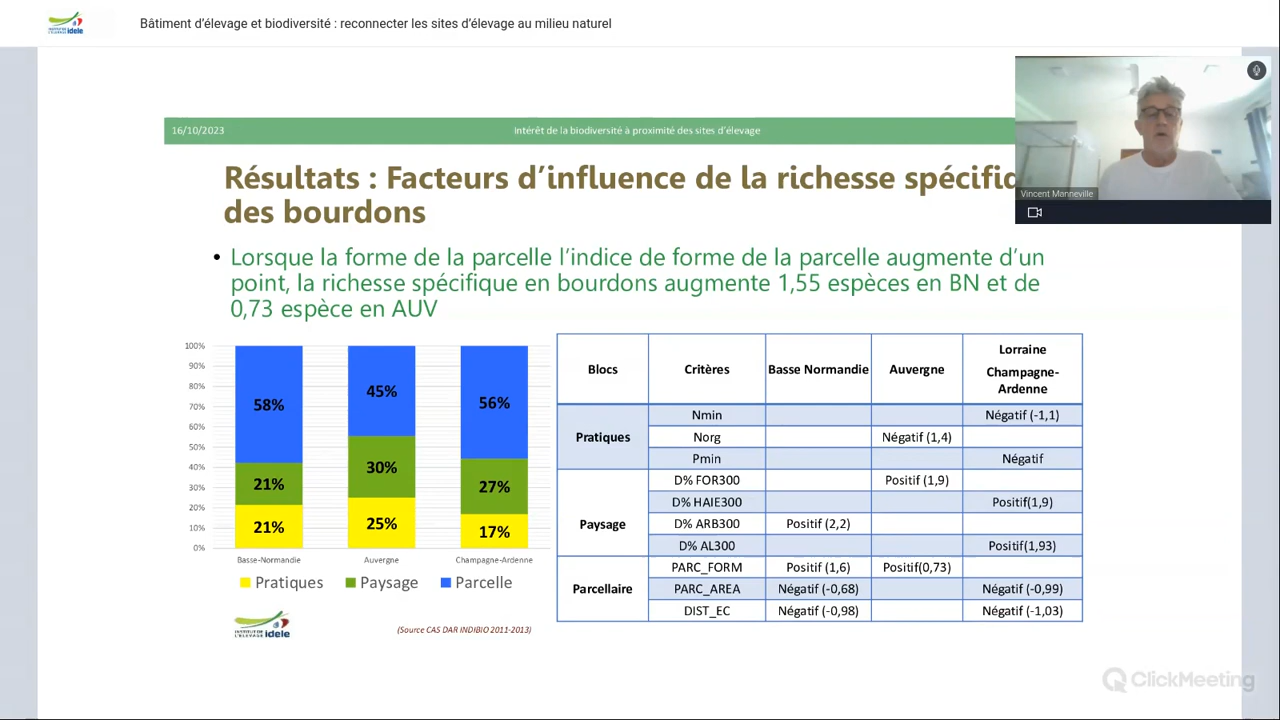 idele
Bâtiment d'élevage et biodiversité : reconnecter les sites d'élevage au milieu naturel
16/10/2023
Intérêt de la biodiversité à proximité des sites d'élevage
Vincent Manneville
Résultats : Facteurs d'influence de la richesse
des bourdons
• Lorsque la forme de la parcelle l'indice de forme de la parcelle augmente d'un
point, la richesse spécifique en bourdons augmente 1,55 espèces en BN et de
0,73 espèce en AUV
100%
90%
80%
70%
60%
50%
40%
30%
20%
10%
0%
58%
21%
21%
45%
30%
25%
56%
27%
17%
Basse-Normandie
Auvergne
Champagne-Ardenne
Pratiques
Paysage
Parcelle
INSTITUT DE
L'ELEVAGE idele
(Source CAS DAR INDIBIO 2011-2013)
Blocs Critères Basse Normandie Auvergne Lorraine
Champagne-
Ardenne
Pratiques
Nmin Négatif (-1,1)
Norg Négatif (1,4)
Pmin Négatif
Paysage
D% FOR300 Positif (1,9)
D% HAIE300 Positif(1,9)
D% ARB300 Positif (2,2)
D% AL300 Positif(1,93)
Parcellaire
PARC_FORM Positif (1,6) Positif(0,73)
PARC_AREA Négatif (-0,68) Négatif (-0,99)
DIST_EC Négatif (-0,98) Négatif (-1,03)
ClickMeeting